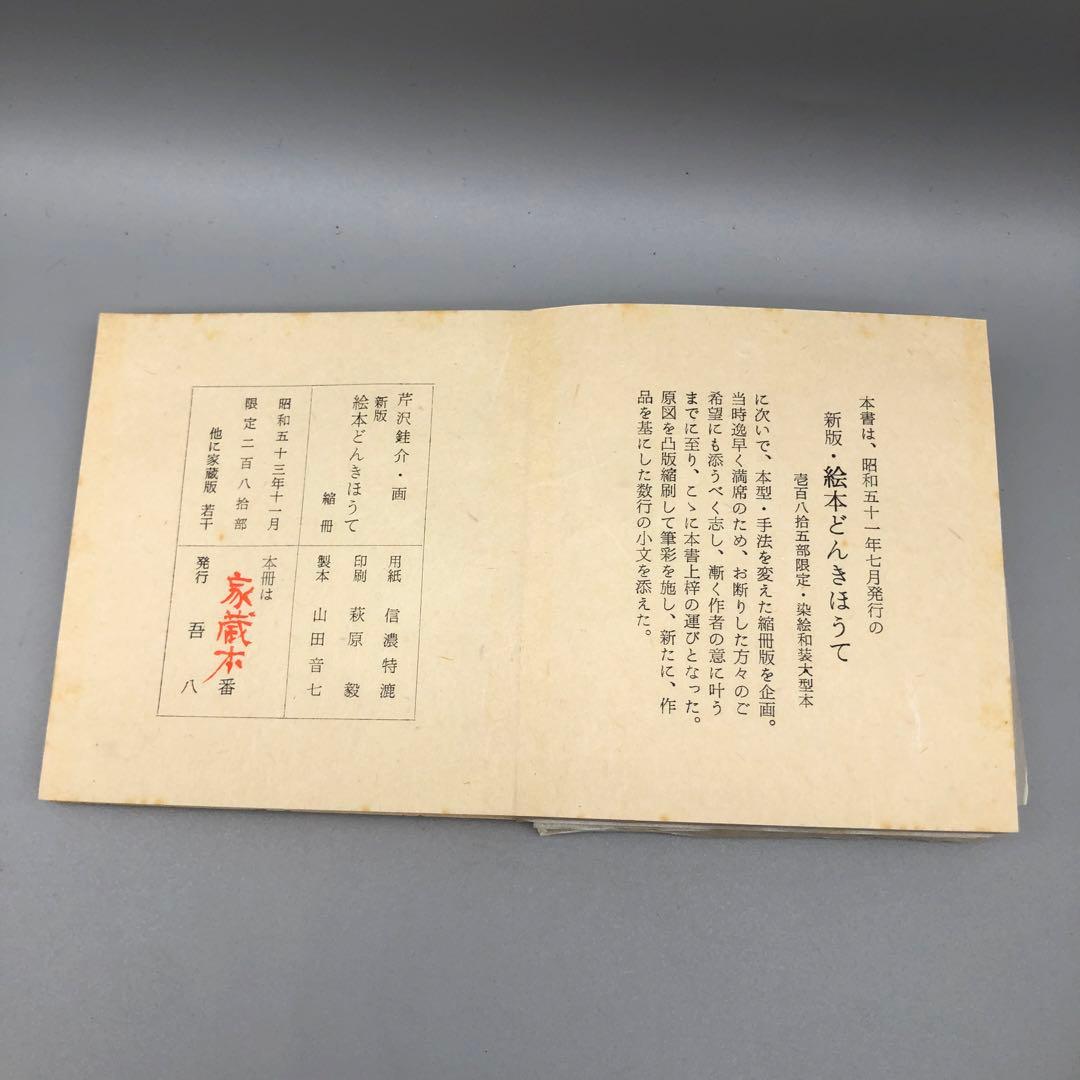 本書は、昭和五十一年七月発行の
新版・絵本どんきほうて
壱百八拾五部限定・染絵和装大型本
に次いで、本型・手法を変えた縮冊版を企画。
当時逸早く満席のため、お断りした方々のご
希望にも添うべく志し、漸く作者の意に叶う
までに至り、こゝに本書上梓の運びとなった。
原図を凸版縮刷して筆彩を施し、新たに、作
品を基にした数行の小文を添えた。
芹沢銈介・画
新版
絵本どんきほうて
縮冊
昭和五十三年十一月
限定二百八拾部
他に家蔵版 若干
用紙 信濃特漉
印刷 萩原毅
製本 山田音七
本冊は
家蔵本
番
発行 吾八